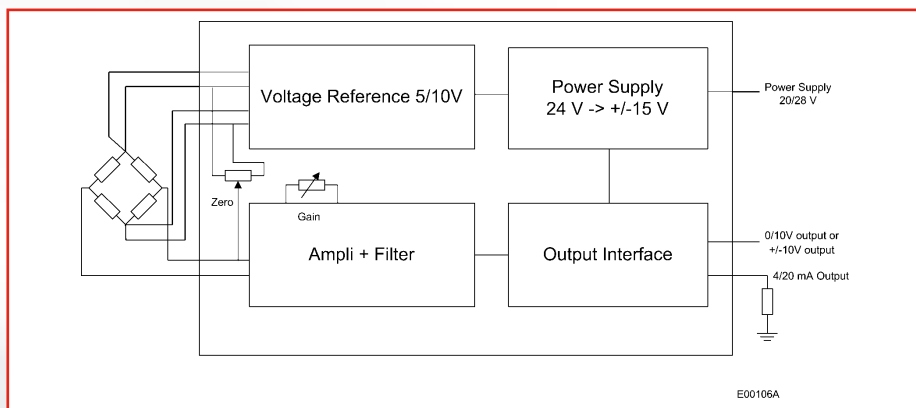 Voltage Reference 5/10V
Power Supply
24 V -> +/-15 V
Power Supply
20/28 V
Zero
Gain
Ampli + Filter
Output Interface
0/10V output or
+/-10V output
4/20 mA Output
E00106A